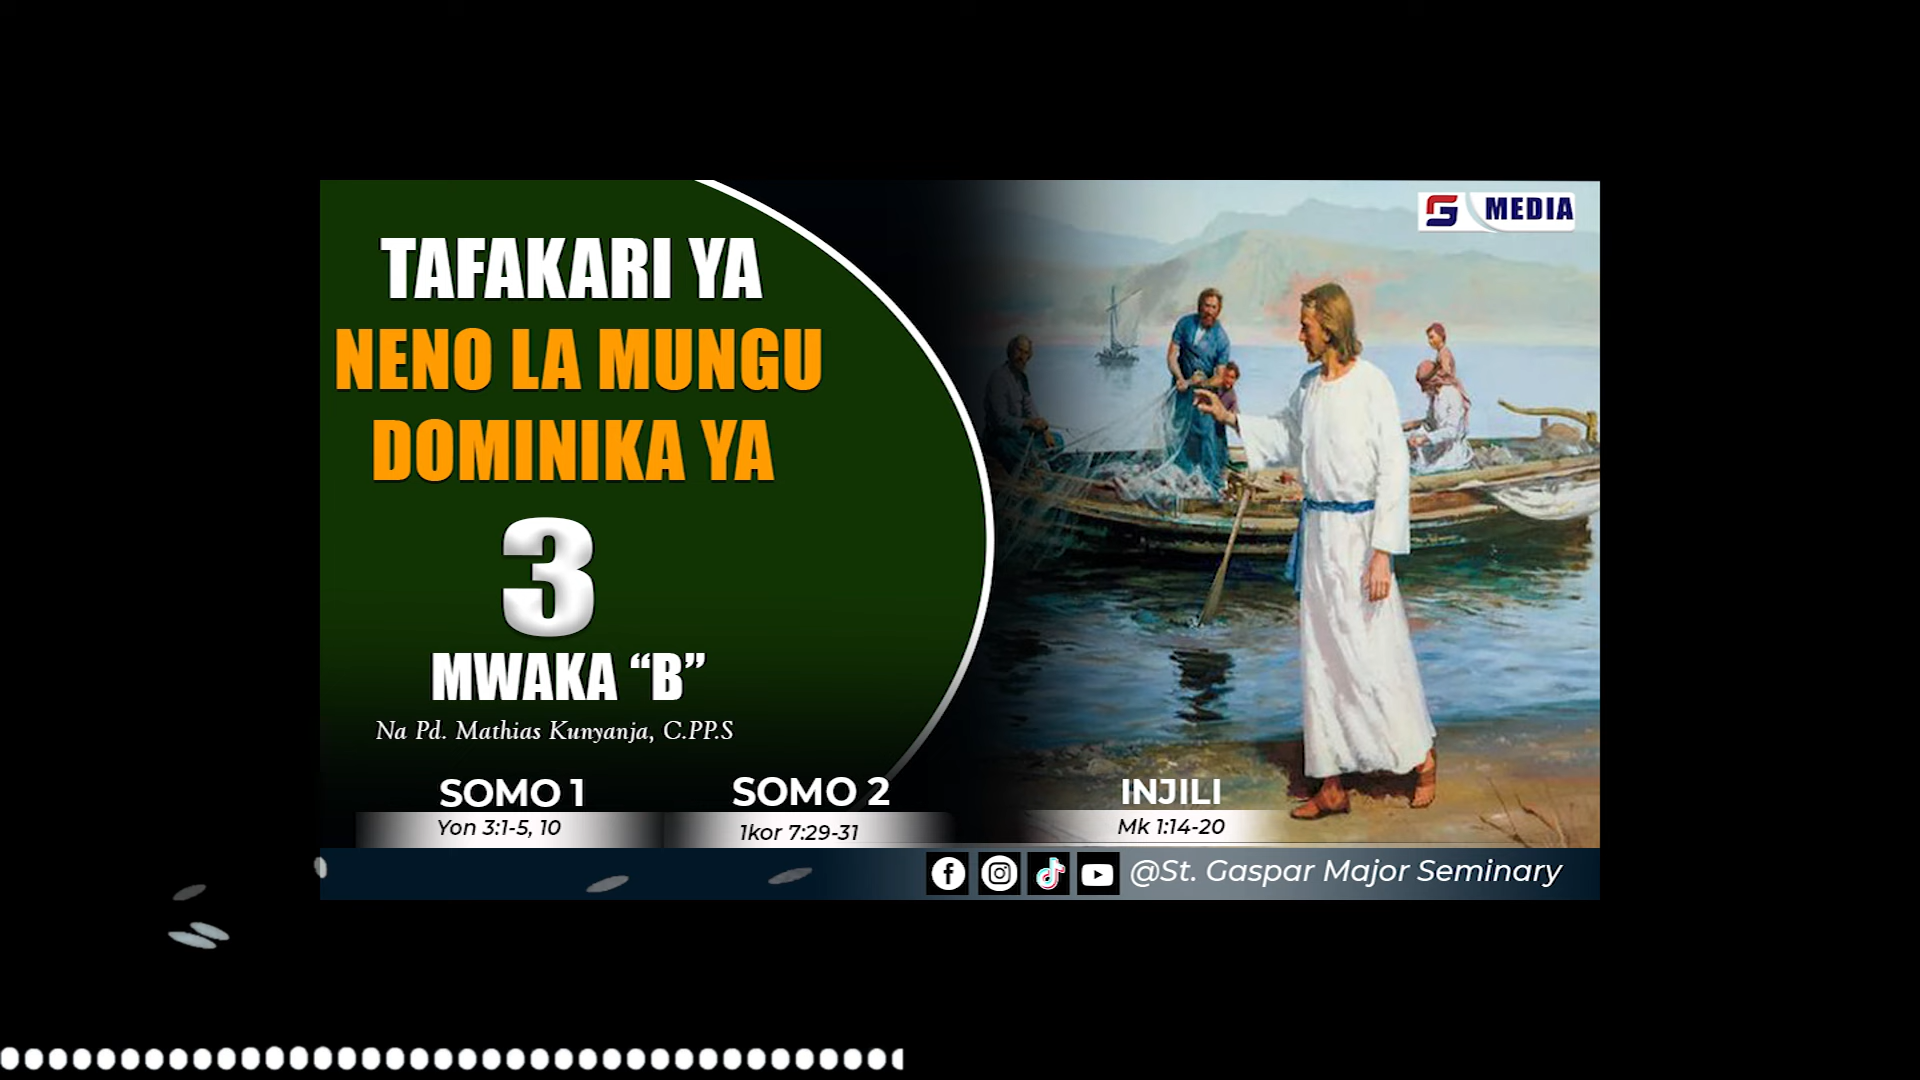 TAFAKARI YA
NENO LA MUNGU
DOMINIKA YA
3
MWAKA “B”
Na Pd. Mathias Kunyanja, C.PP.S
SOMO 1
Yon 3:1-5, 10
SOMO 2
1kor 7:29-31
INJILI
Mk 1:14-20
G MEDIA
@St. Gaspar Major Seminary